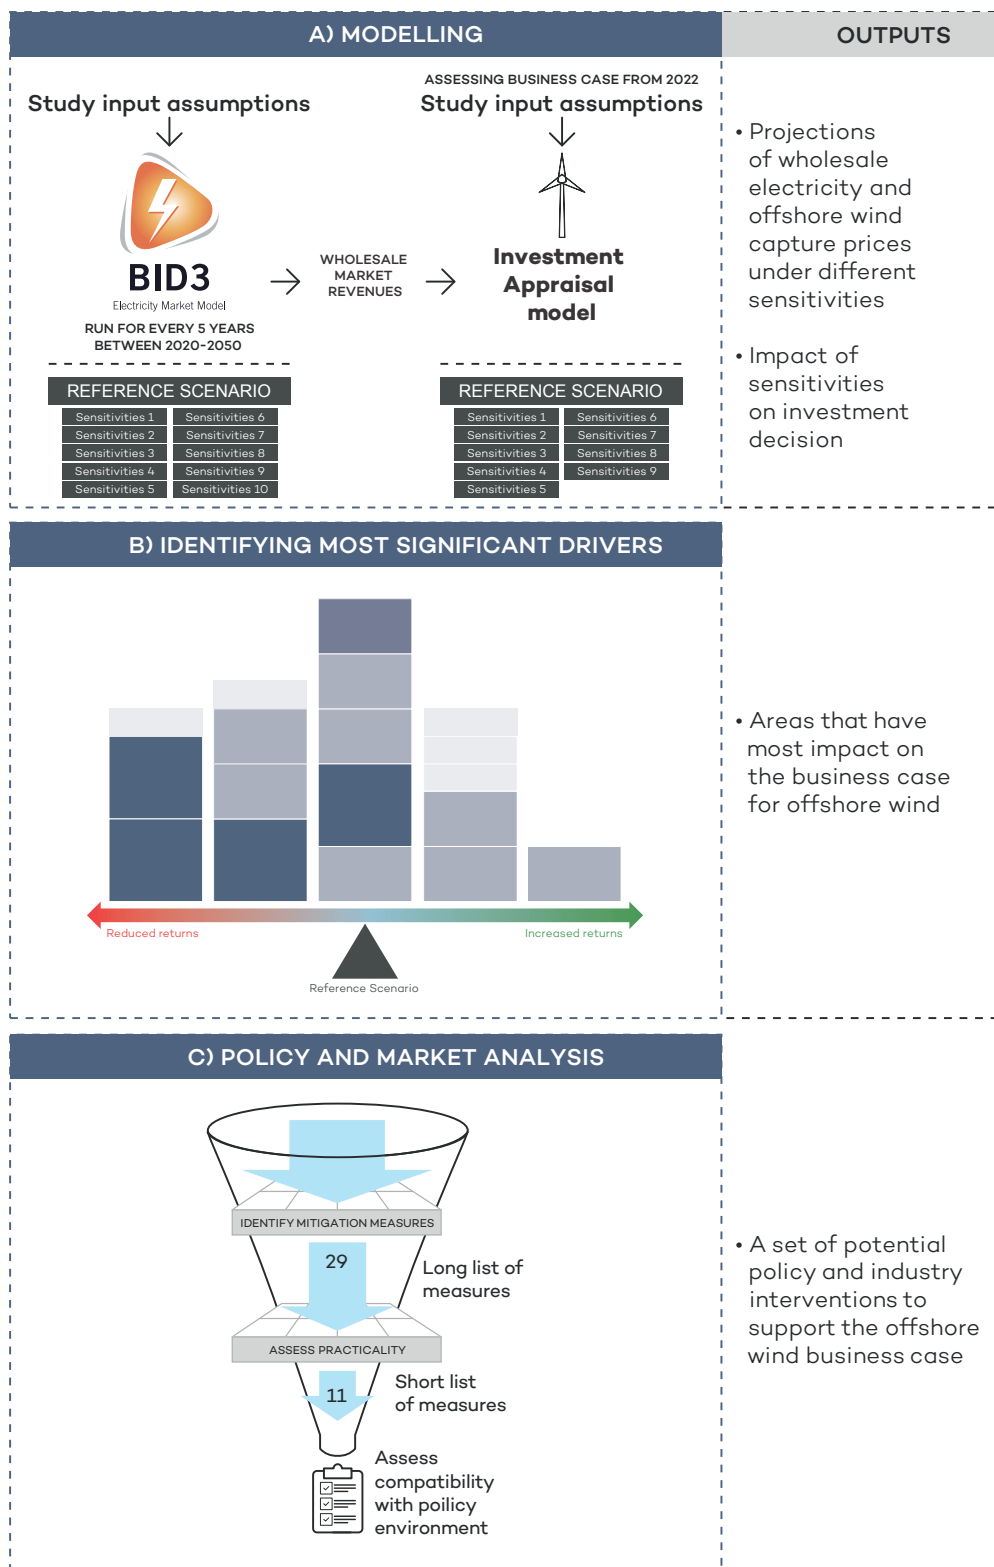 A) MODELLING
OUTPUTS
Study input assumptions
BID3
Electricity Market Model
RUN FOR EVERY 5 YEARS
BETWEEN 2020-2050
WHOLESALE
MARKET
REVENUES
ASSESSING BUSINESS CASE FROM 2022
Study input assumptions
Investment
Appraisal
model
REFERENCE SCENARIO
Sensitivities 1
Sensitivities 2
Sensitivities 3
Sensitivities 4
Sensitivities 5
Sensitivities 6
Sensitivities 7
Sensitivities 8
Sensitivities 9
Sensitivities 10
REFERENCE SCENARIO
Sensitivities 1
Sensitivities 2
Sensitivities 3
Sensitivities 4
Sensitivities 5
Sensitivities 6
Sensitivities 7
Sensitivities 8
Sensitivities 9
• Projections
of wholesale
electricity and
offshore wind
capture prices
under different
sensitivities
• Impact of
sensitivities
on investment
decision
B) IDENTIFYING MOST SIGNIFICANT DRIVERS
Reduced returns
Increased returns
Reference Scenario
• Areas that have
most impact on
the business case
for offshore wind
C) POLICY AND MARKET ANALYSIS
IDENTIFY MITIGATION MEASURES
29
Long list of
measures
ASSESS PRACTICALITY
11
Short list
of measures
Assess
compatibility
with poilicy
environment
• A set of potential
policy and industry
interventions to
support the offshore
wind business case